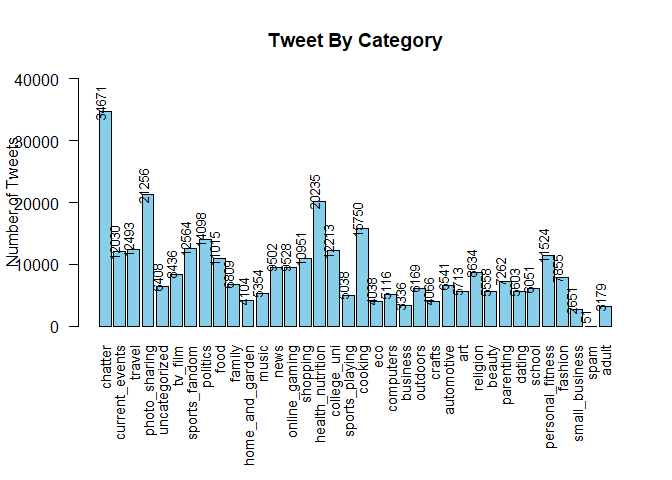 Tweet By Category
Number of Tweets
40000
30000
20000
10000
0
34671
12030
12493
21256
6408
8436
12564
14098
11075
6809
4104
5354
9502
9528
10951
20235
12213
5038
15750
4038
5116
3336
6169
4066
6541
5713
8634
5558
7262
5603
6051
11524
7855
2651
51
3179
chatter
current_events
travel
photo_sharing
uncategorized
tv_film
sports_fandom
politics
food
family
home_and_garden
music
news
online_gaming
shopping
health_nutrition
college_uni
sports_playing
cooking
eco
computers
business
outdoors
crafts
automotive
art
religion
beauty
parenting
dating
school
personal_fitness
fashion
small_business
spam
adult